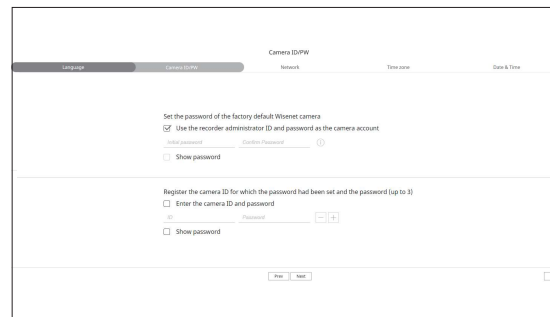 Camera ID/PW
Language Camera ID/PW Network Time zone Date & Time
Set the password of the factory default Wisenet camera
Use the recorder administrator ID and password as the camera account
Initial password Confirm Password
Show password
Register the camera ID for which the password had been set and the password (up to 3)
Enter the camera ID and password
ID Password
Show password
Prev Next